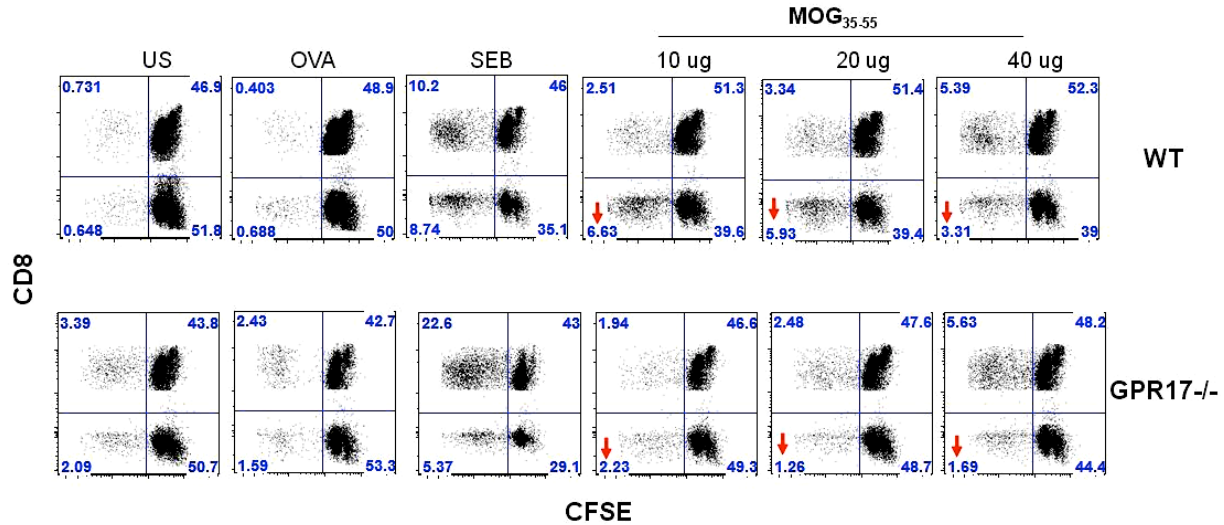 MOG35-55
US OVA SEB 10 ug 20 ug 40 ug
0.731 46.9 0.403 48.9 10.2 46 2.51 51.3 3.34 51.4 5.39 52.3
WT
0.648 51.8 0.688 50 8.74 35.1 6.63 39.6 5.93 39.4 3.31 39
CD8
3.39 43.8 2.43 42.7 22.6 43 1.94 46.6 2.48 47.6 5.63 48.2
GPR17-/-
2.09 50.7 1.59 53.3 5.37 29.1 2.23 49.3 1.26 48.7 1.69 44.4
CFSE